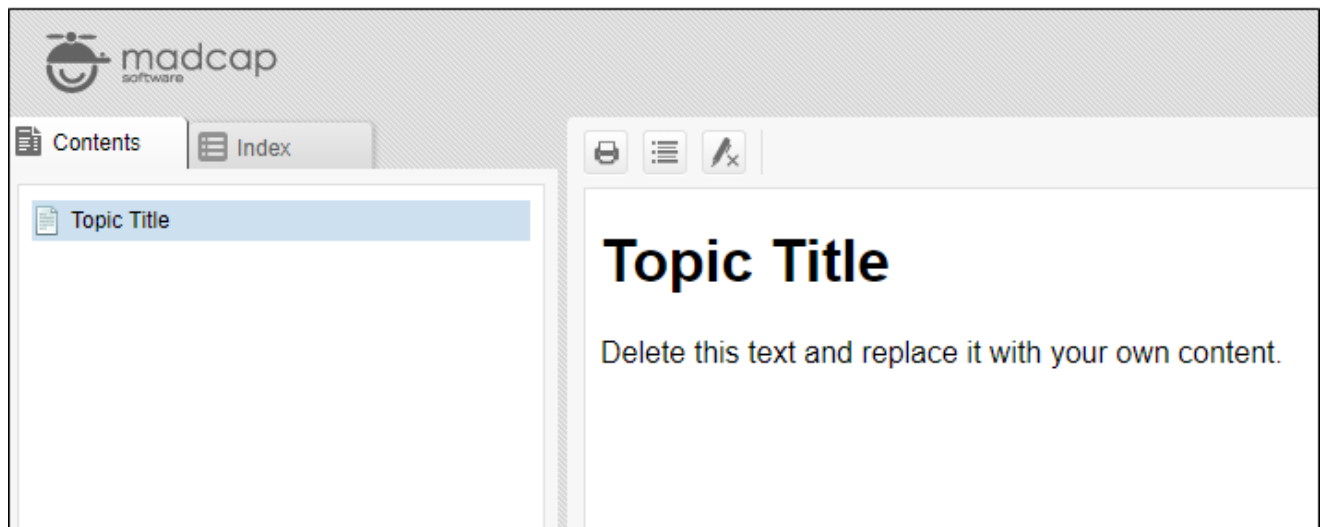 madcap
software
Contents
Index
Topic Title
Topic Title
Delete this text and replace it with your own content.